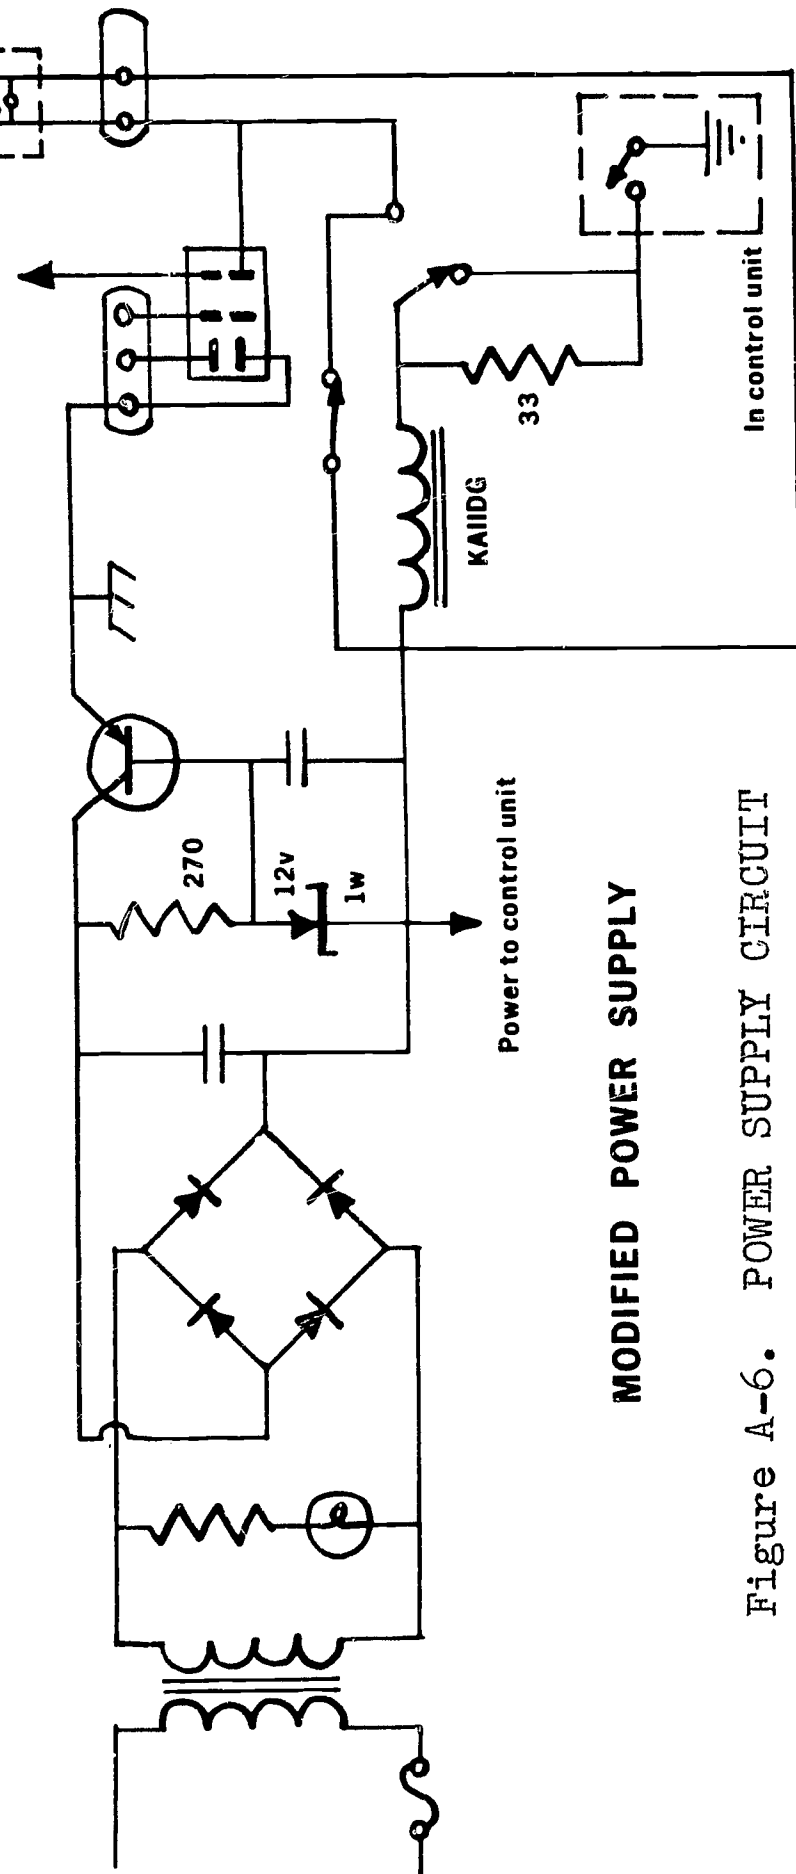 270
12v
1w
33
KAIIDG
Power to control unit
In control unit
MODIFIED POWER SUPPLY
Figure A-6. POWER SUPPLY CIRCUIT